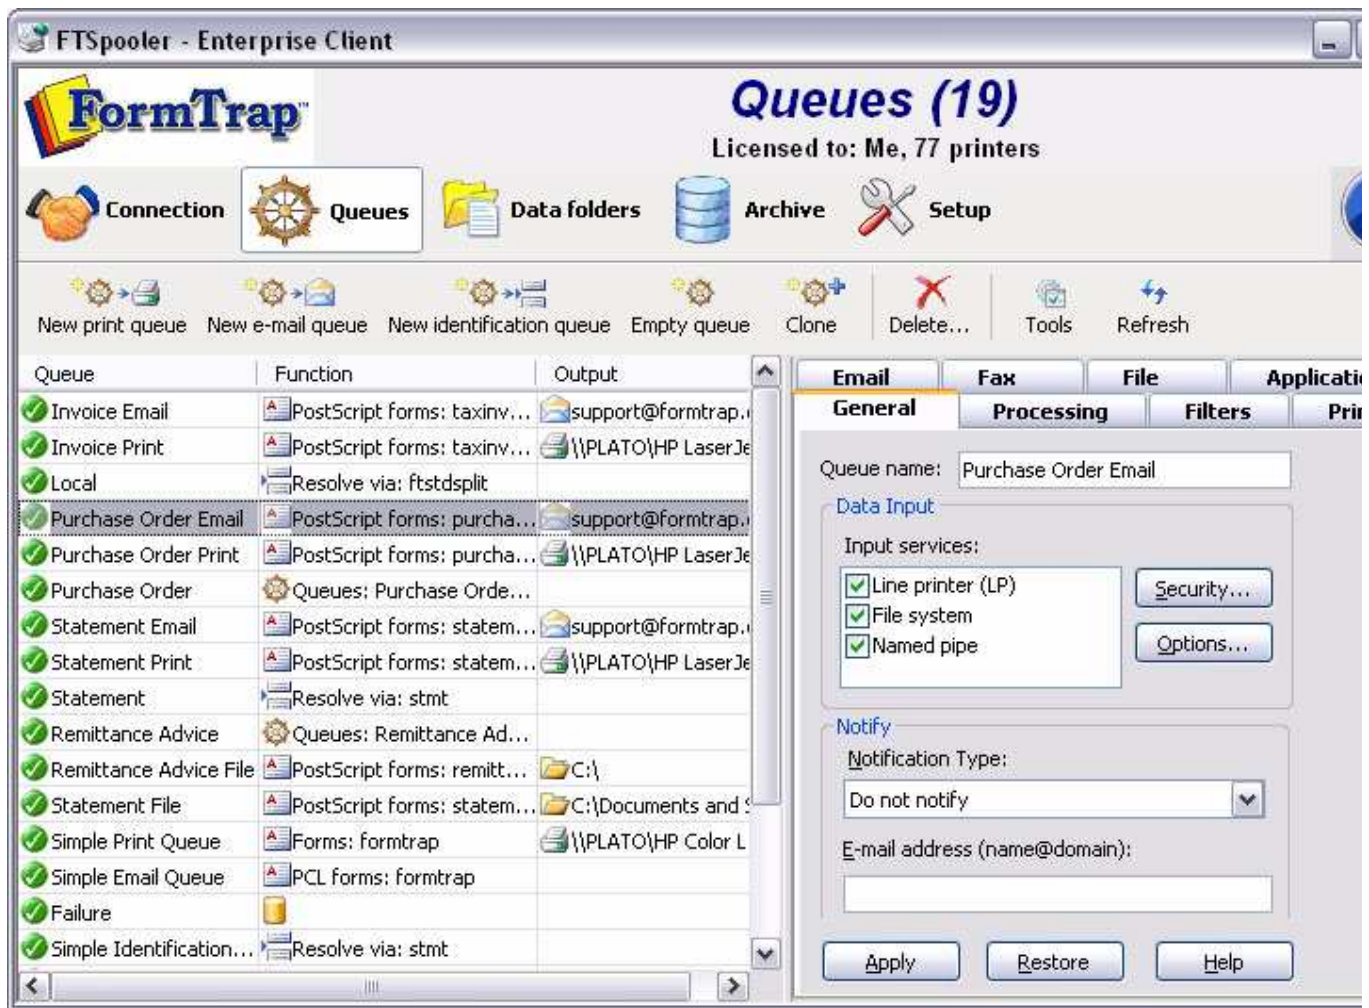 FTSpooler - Enterprise Client
FormTrap™
Queues (19)
Licensed to: Me, 77 printers
Connection Queues Data folders Archive Setup
New print queue New e-mail queue New identification queue Empty queue Clone Delete... Tools Refresh
Queue Function Output
Invoice Email PostScript forms: taxinv... support@formtrap.
Invoice Print PostScript forms: taxinv... \\PLATO\HP LaserJe
Local Resolve via: ftstdsplit
Purchase Order Email PostScript forms: purcha... support@formtrap.
Purchase Order Print PostScript forms: purcha... \\PLATO\HP LaserJe
Purchase Order Queues: Purchase Orde...
Statement Email PostScript forms: statem... support@formtrap.
Statement Print PostScript forms: statem... \\PLATO\HP LaserJe
Statement Resolve via: stmt
Remittance Advice Queues: Remittance Ad...
Remittance Advice File PostScript forms: remitt... C:\
Statement File PostScript forms: statem... C:\Documents and
Simple Print Queue Forms: formtrap \\PLATO\HP Color L
Simple Email Queue PCL forms: formtrap
Failure
Simple Identification... Resolve via: stmt
Email Fax File Applicatio
General Processing Filters Prin
Queue name: Purchase Order Email
Data Input
Input services:
Line printer (LP)
File system
Named pipe
Security...
Options...
Notify
Notification Type:
Do not notify
E-mail address (name@domain):
Apply Restore Help